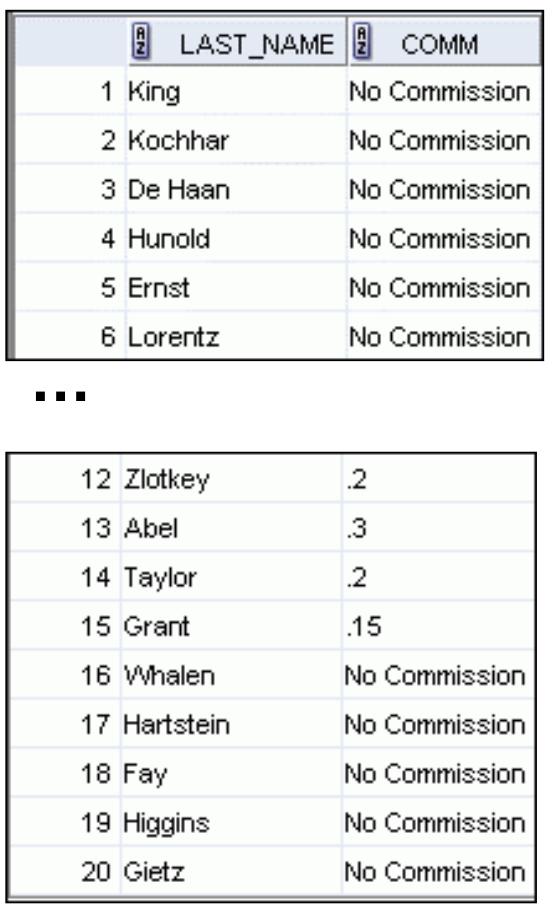 LAST_NAME COMM
1 King No Commission
2 Kochhar No Commission
3 De Haan No Commission
4 Hunold No Commission
5 Ernst No Commission
6 Lorentz No Commission
...
12 Zlotkey .2
13 Abel .3
14 Taylor .2
15 Grant .15
16 Whalen No Commission
17 Hartstein No Commission
18 Fay No Commission
19 Higgins No Commission
20 Gietz No Commission